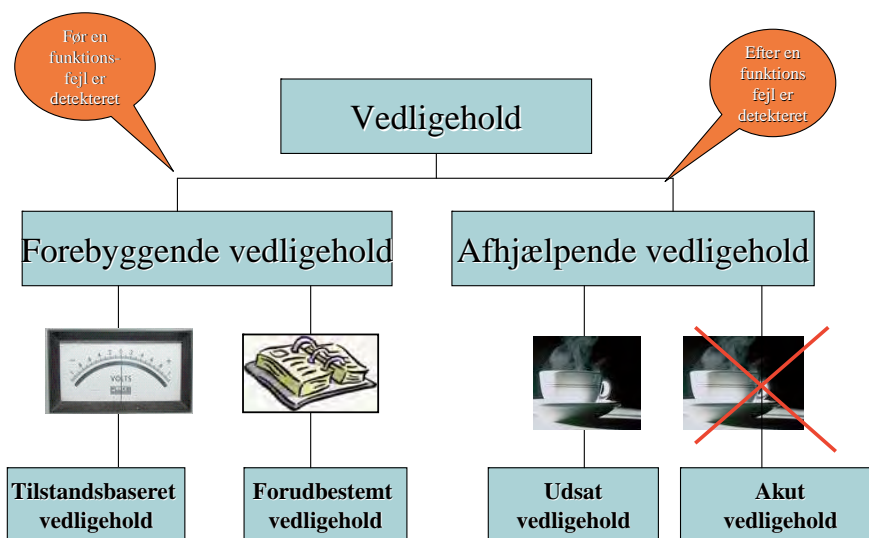 Før en
funktions-
fejl er
detekteret
Efter en
funktions
fejl er
detekteret
Vedligehold
Forebyggende vedligehold
Afhjælpende vedligehold
VOLTS
Tilstandsbaseret
vedligehold
Forudbestemt
vedligehold
Udsat
vedligehold
Akut
vedligehold